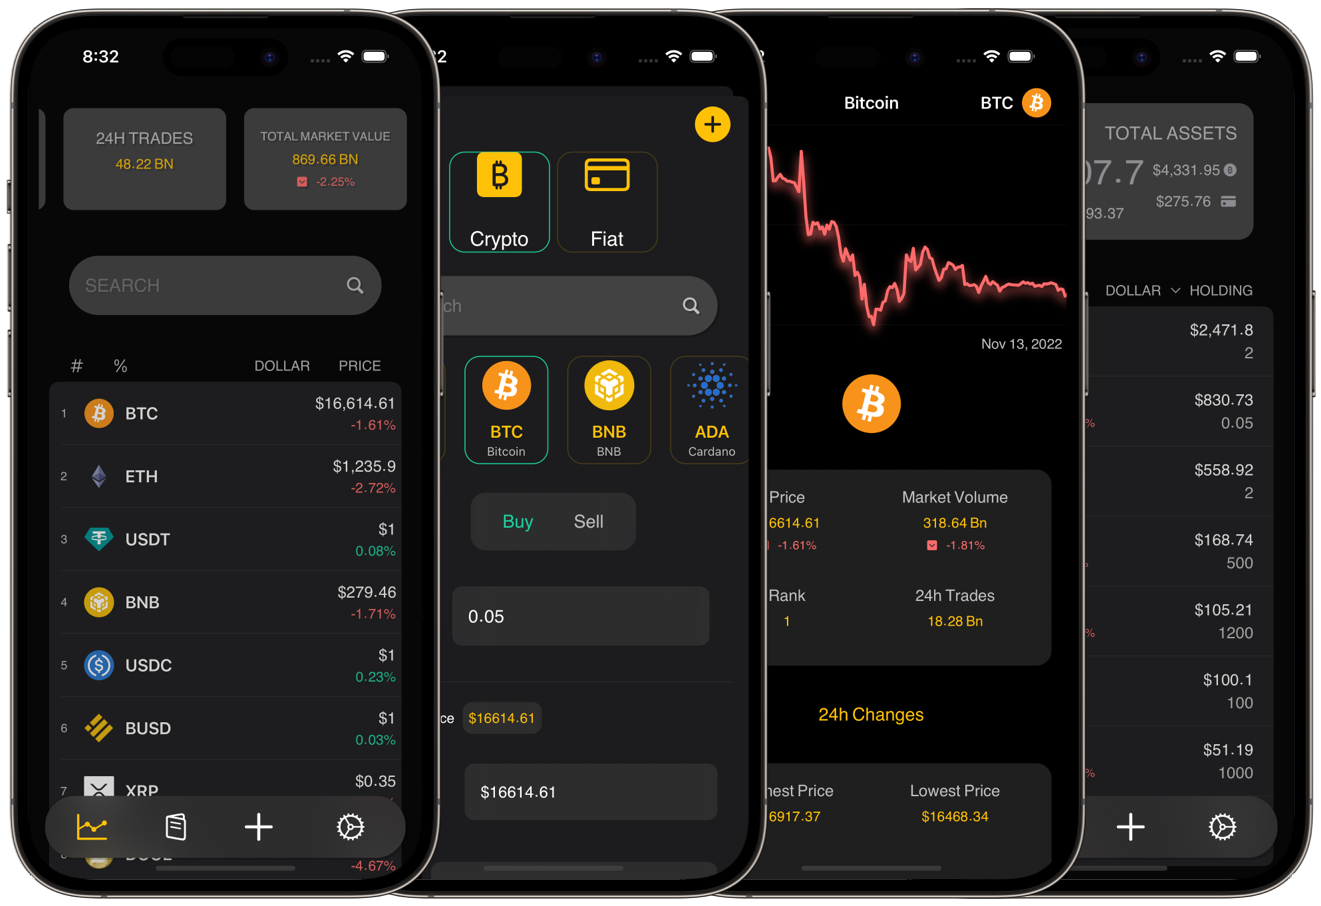 8:32
24H TRADES
48.22 BN
TOTAL MARKET VALUE
869.66 BN
-2.25%
SEARCH
# % DOLLAR PRICE
1 BTC $16,614.61
-1.61%
2 ETH $1,235.9
-2.72%
3 USDT $1
0.08%
4 BNB $279.46
-1.71%
5 USDC $1
0.23%
6 BUSD $1
0.03%
7 XRP $0.35
-4.67%
2
Crypto
Fiat
ch
BTC
Bitcoin
BNB
BNB
ADA
Cardano
Buy Sell
0.05
ce $16614.61
$16614.61
Bitcoin BTC
Nov 13, 2022
Price
6614.61
-1.61%
Market Volume
318.64 Bn
-1.81%
Rank
1
24h Trades
18.28 Bn
24h Changes
hest Price
6917.37
Lowest Price
$16468.34
TOTAL ASSETS
07.7 $4,331.95
93.37 $275.76
DOLLAR HOLDING
$2,471.8
2
$830.73
% 0.05
$558.92
2
$168.74
500
$105.21
% 1200
$100.1
100
$51.19
% 1000